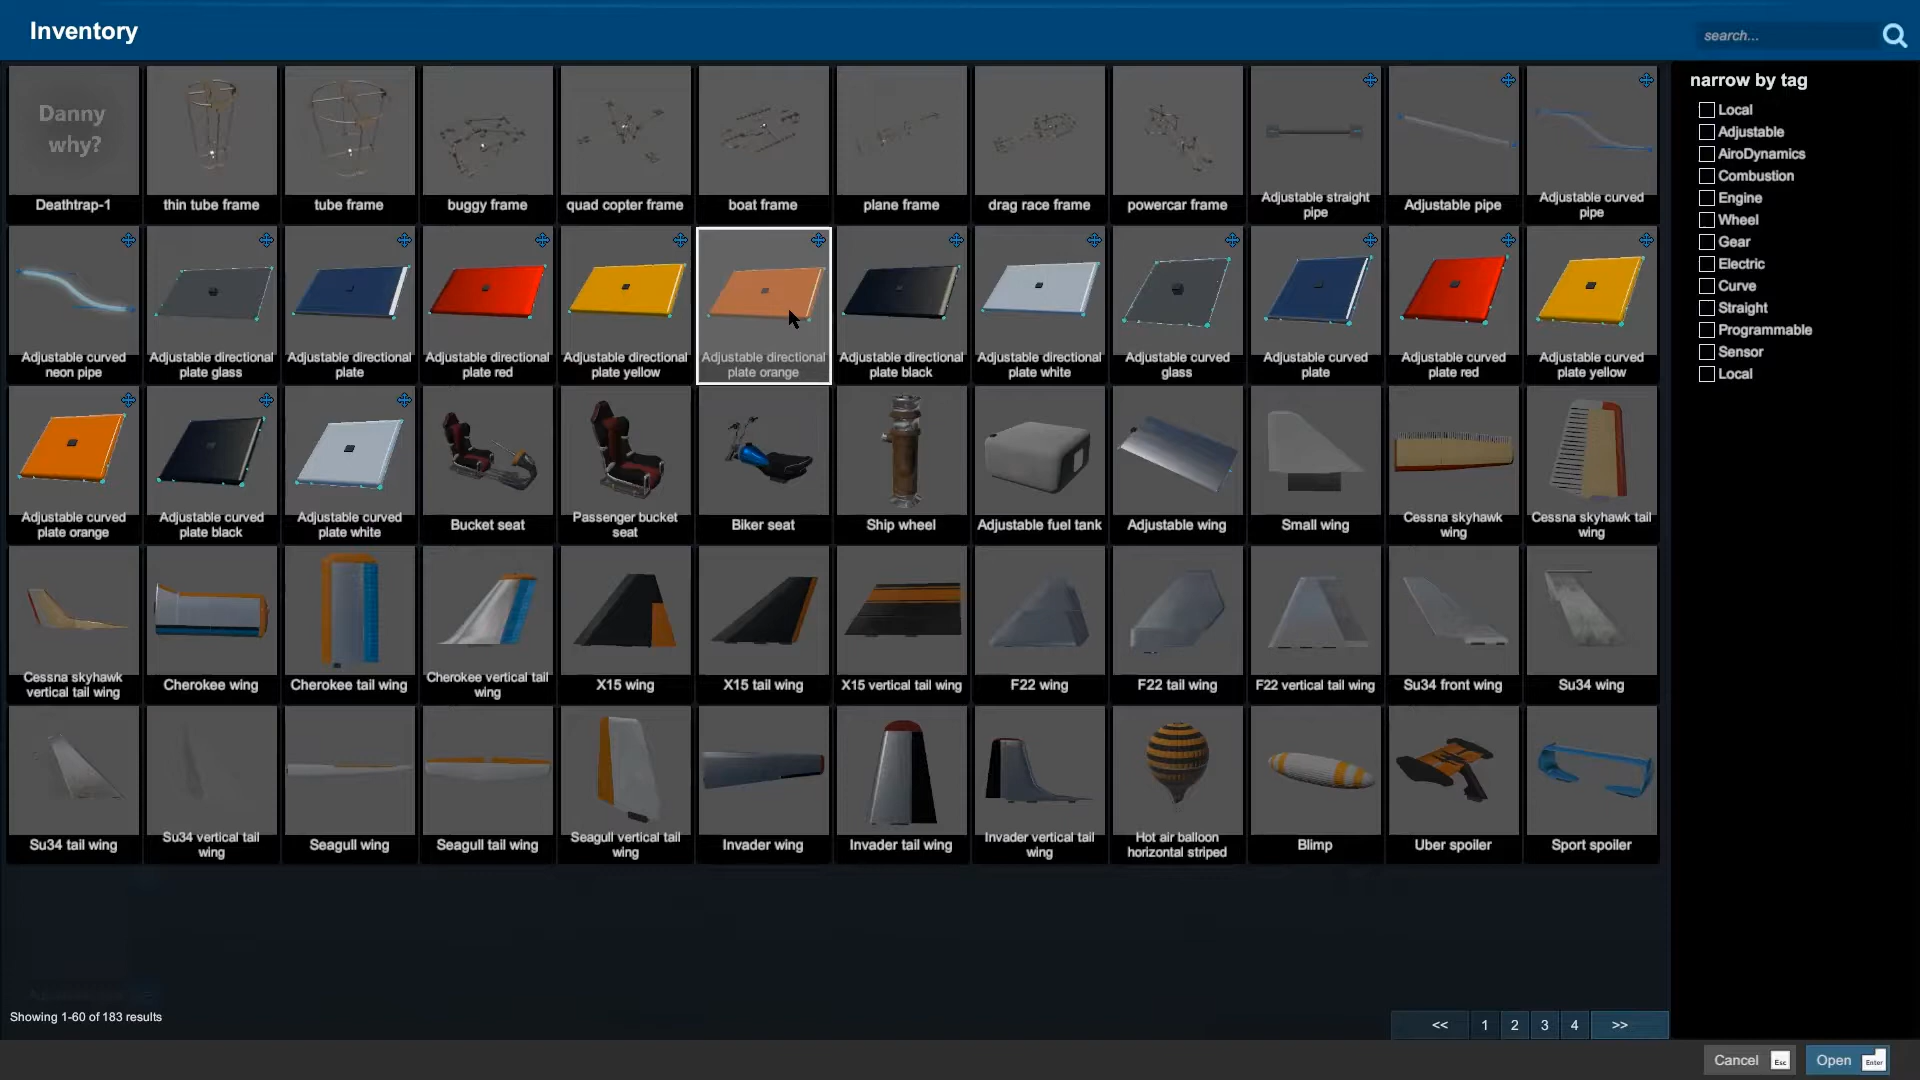 Inventory
search...
Danny
why?
Deathtrap-1
thin tube frame
tube frame
buggy frame
quad copter frame
boat frame
plane frame
drag race frame
powercar frame
Adjustable straight
pipe
Adjustable pipe
Adjustable curved
pipe
Adjustable curved
neon pipe
Adjustable directional
plate glass
Adjustable directional
plate
Adjustable directional
plate red
Adjustable directional
plate yellow
Adjustable directional
plate orange
Adjustable directional
plate black
Adjustable directional
plate white
Adjustable curved
glass
Adjustable curved
plate
Adjustable curved
plate red
Adjustable curved
plate yellow
Adjustable curved
plate orange
Adjustable curved
plate black
Adjustable curved
plate white
Bucket seat
Passenger bucket
seat
Biker seat
Ship wheel
Adjustable fuel tank
Adjustable wing
Small wing
Cessna skyhawk
wing
Cessna skyhawk tail
wing
Cessna skyhawk
vertical tail wing
Cherokee wing
Cherokee tail wing
Cherokee vertical tail
wing
X15 wing
X15 tail wing
X15 vertical tail wing
F22 wing
F22 tail wing
F22 vertical tail wing
Su34 front wing
Su34 wing
Su34 tail wing
Su34 vertical tail
wing
Seagull wing
Seagull tail wing
Seagull vertical tail
wing
Invader wing
Invader tail wing
Invader vertical tail
wing
Hot air balloon
horizontal striped
Blimp
Uber spoiler
Sport spoiler
narrow by tag
Local
Adjustable
AiroDynamics
Combustion
Engine
Wheel
Gear
Electric
Curve
Straight
Programmable
Sensor
Local
Showing 1-60 of 183 results
<< 1 2 3 4 >>
Cancel Esc Open Enter